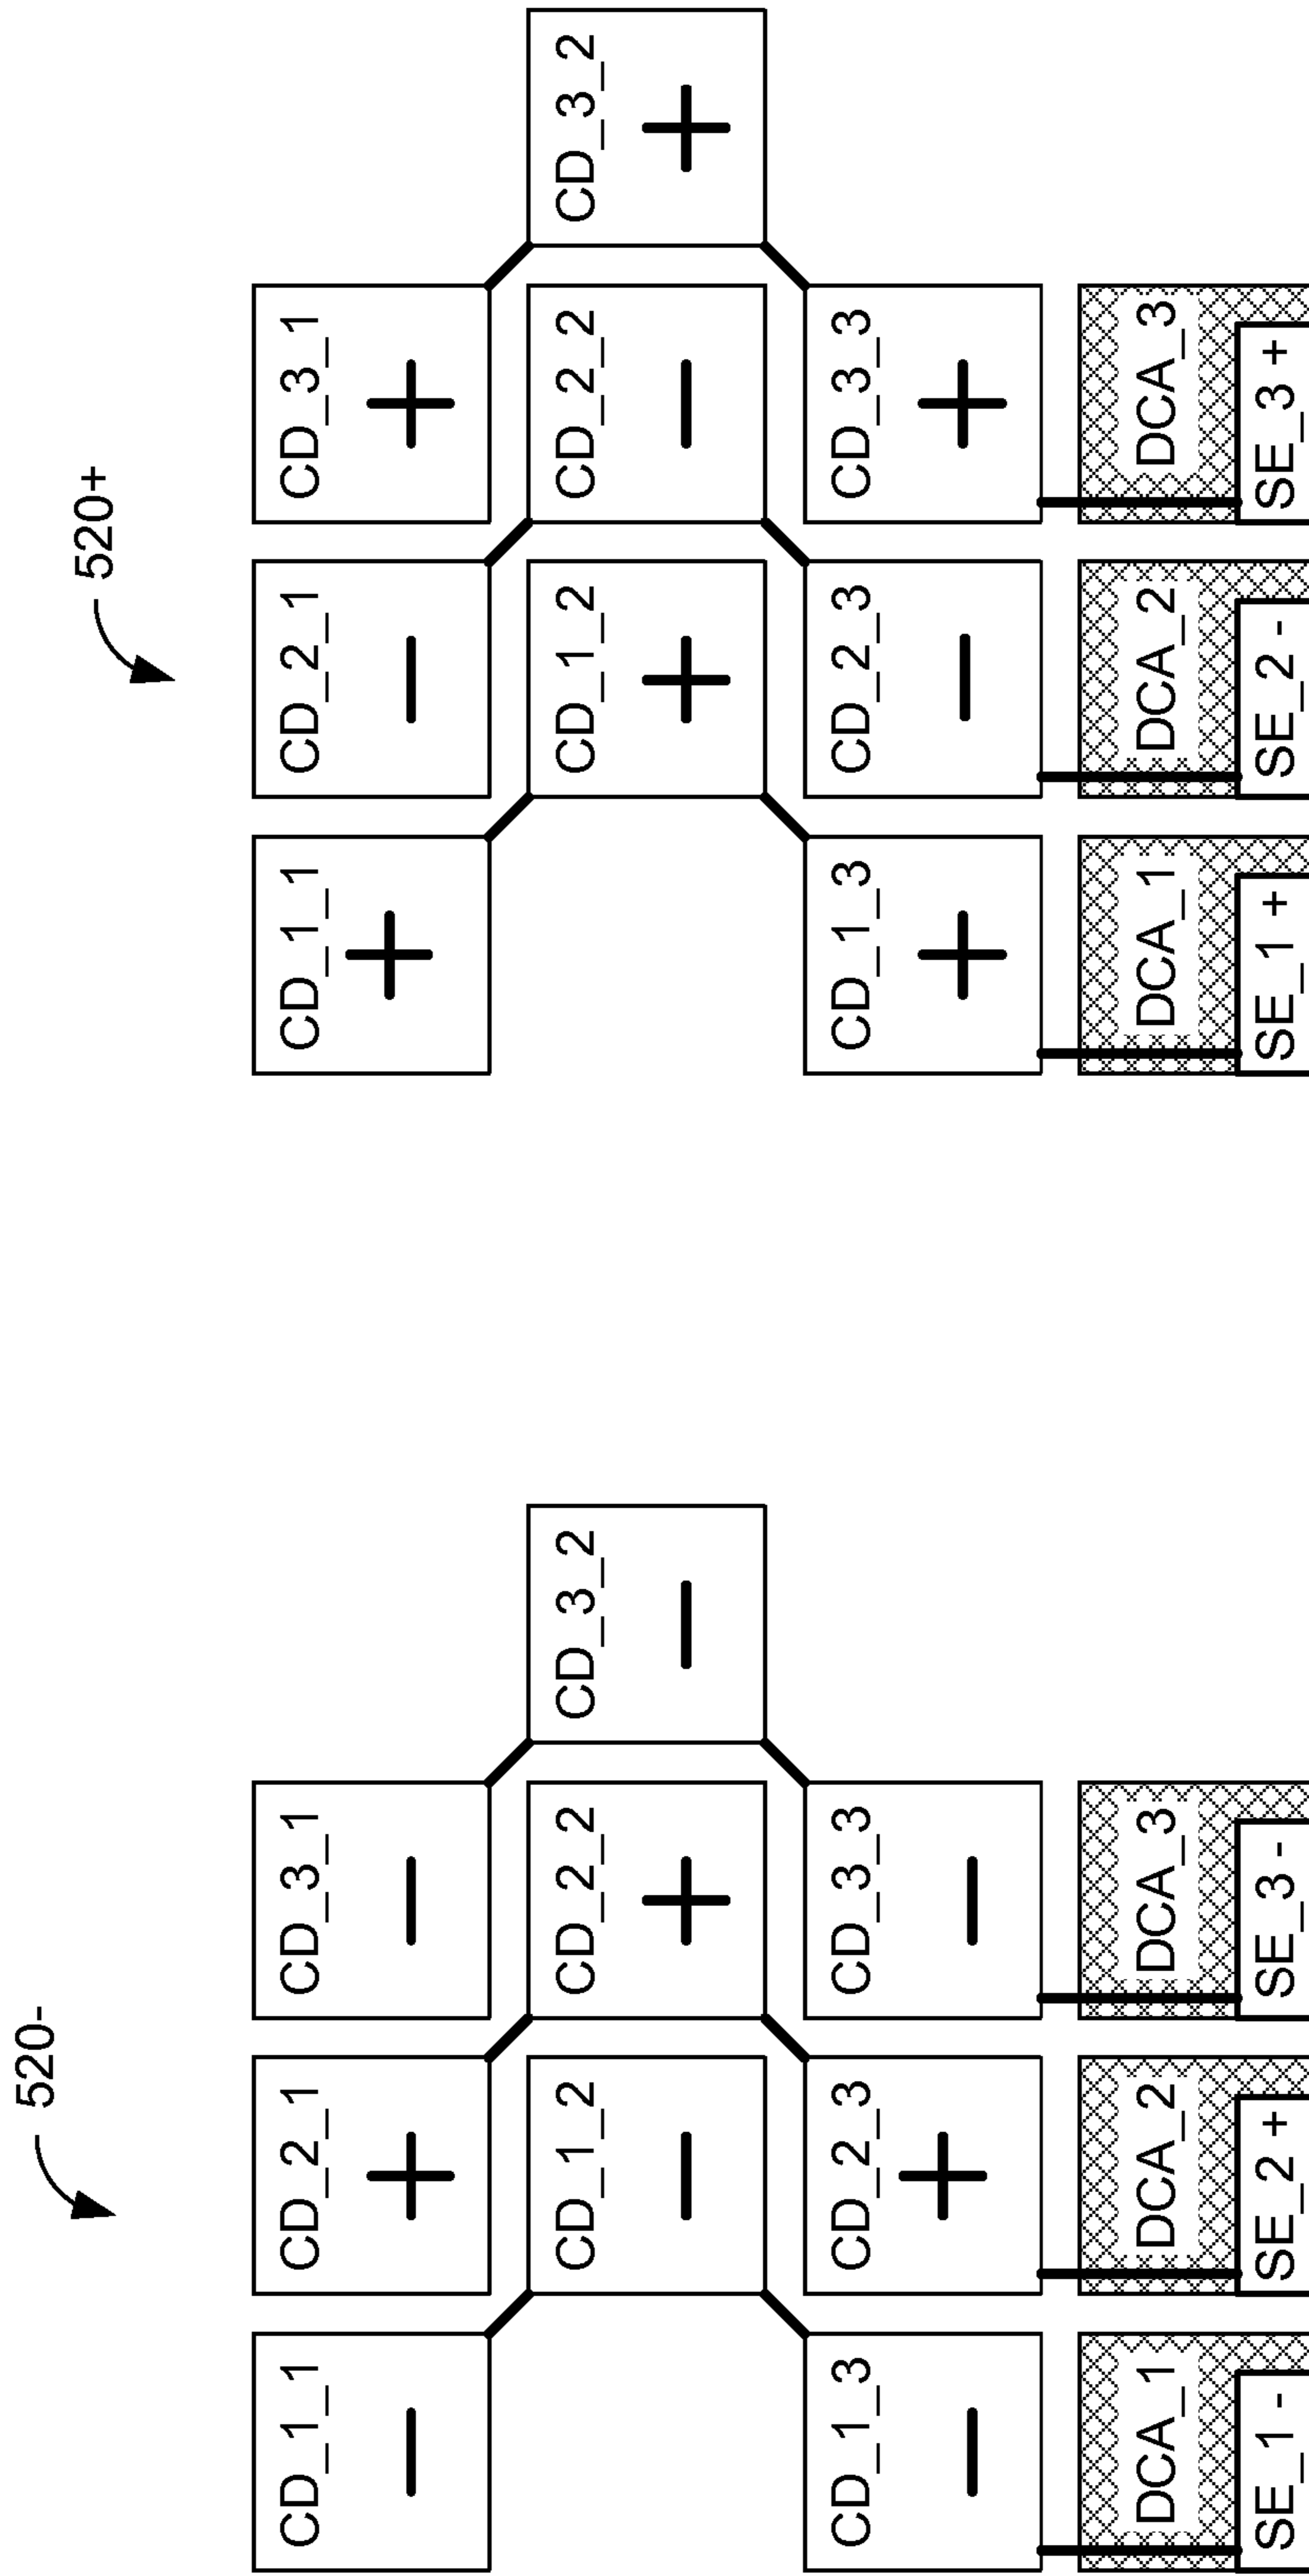 520-
CD_1_1 CD_2_1 CD_3_1
− + −
CD_1_2 CD_2_2 CD_3_2
− + −
CD_1_3 CD_2_3 CD_3_3
− + −
DCA_1 DCA_2 DCA_3
SE_1 - SE_2 + SE_3 -
520+
CD_1_1 CD_2_1 CD_3_1
+ − +
CD_1_2 CD_2_2 CD_3_2
+ − +
CD_1_3 CD_2_3 CD_3_3
+ − +
DCA_1 DCA_2 DCA_3
SE_1 + SE_2 - SE_3 +